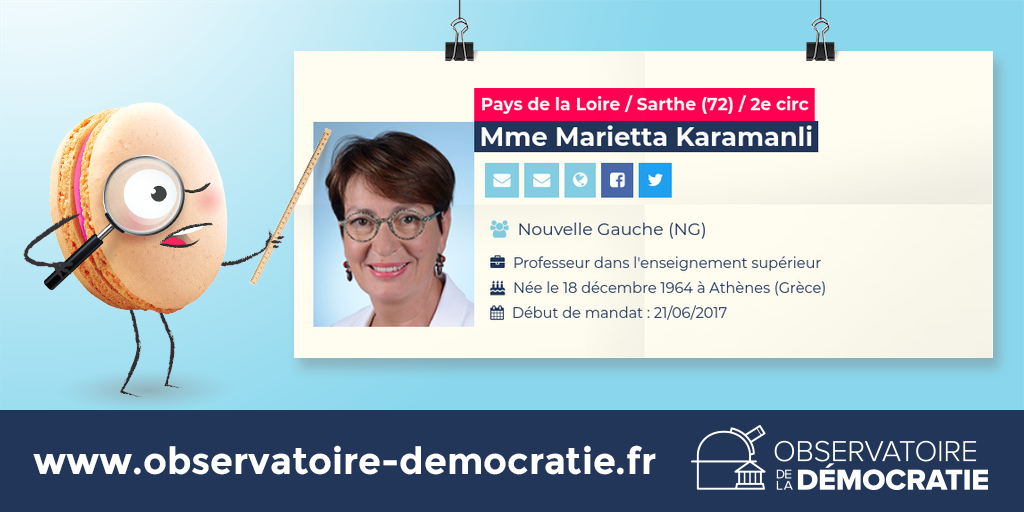 Pays de la Loire / Sarthe (72) / 2e circ
Mme Marietta Karamanli
Nouvelle Gauche (NG)
Professeur dans l'enseignement supérieur
Née le 18 décembre 1964 à Athènes (Grèce)
Début de mandat : 21/06/2017
www.observatoire-democratie.fr
OBSERVATOIRE
DE LA DÉMOCRATIE